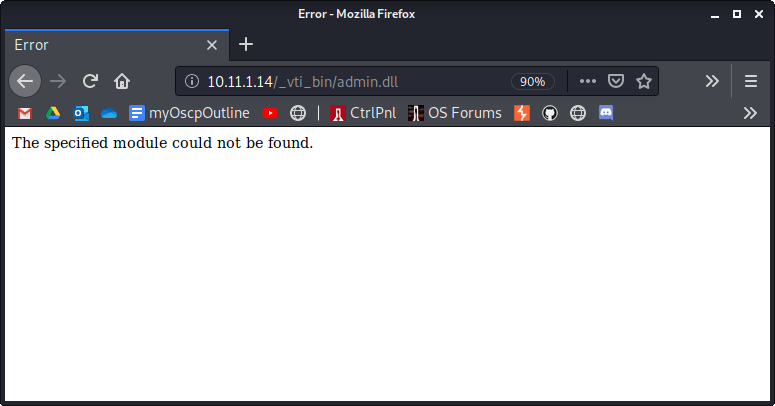 Error - Mozilla Firefox
Error
10.11.1.14/_vti_bin/admin.dll 90%
myOscpOutline CtrlPnl OS Forums
The specified module could not be found.